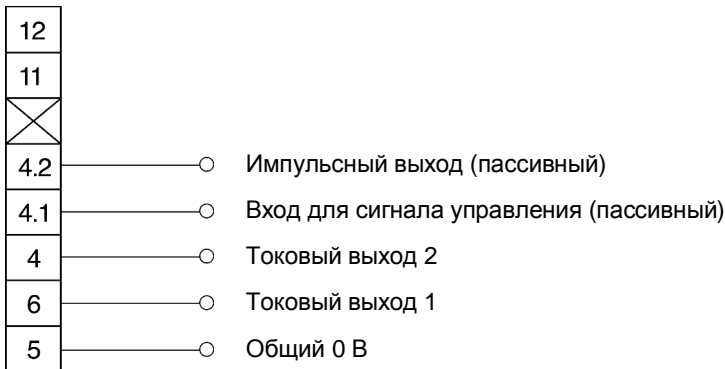 12
11
4.2 Импульсный выход (пассивный)
4.1 Вход для сигнала управления (пассивный)
4 Токовый выход 2
6 Токовый выход 1
5 Общий 0 В